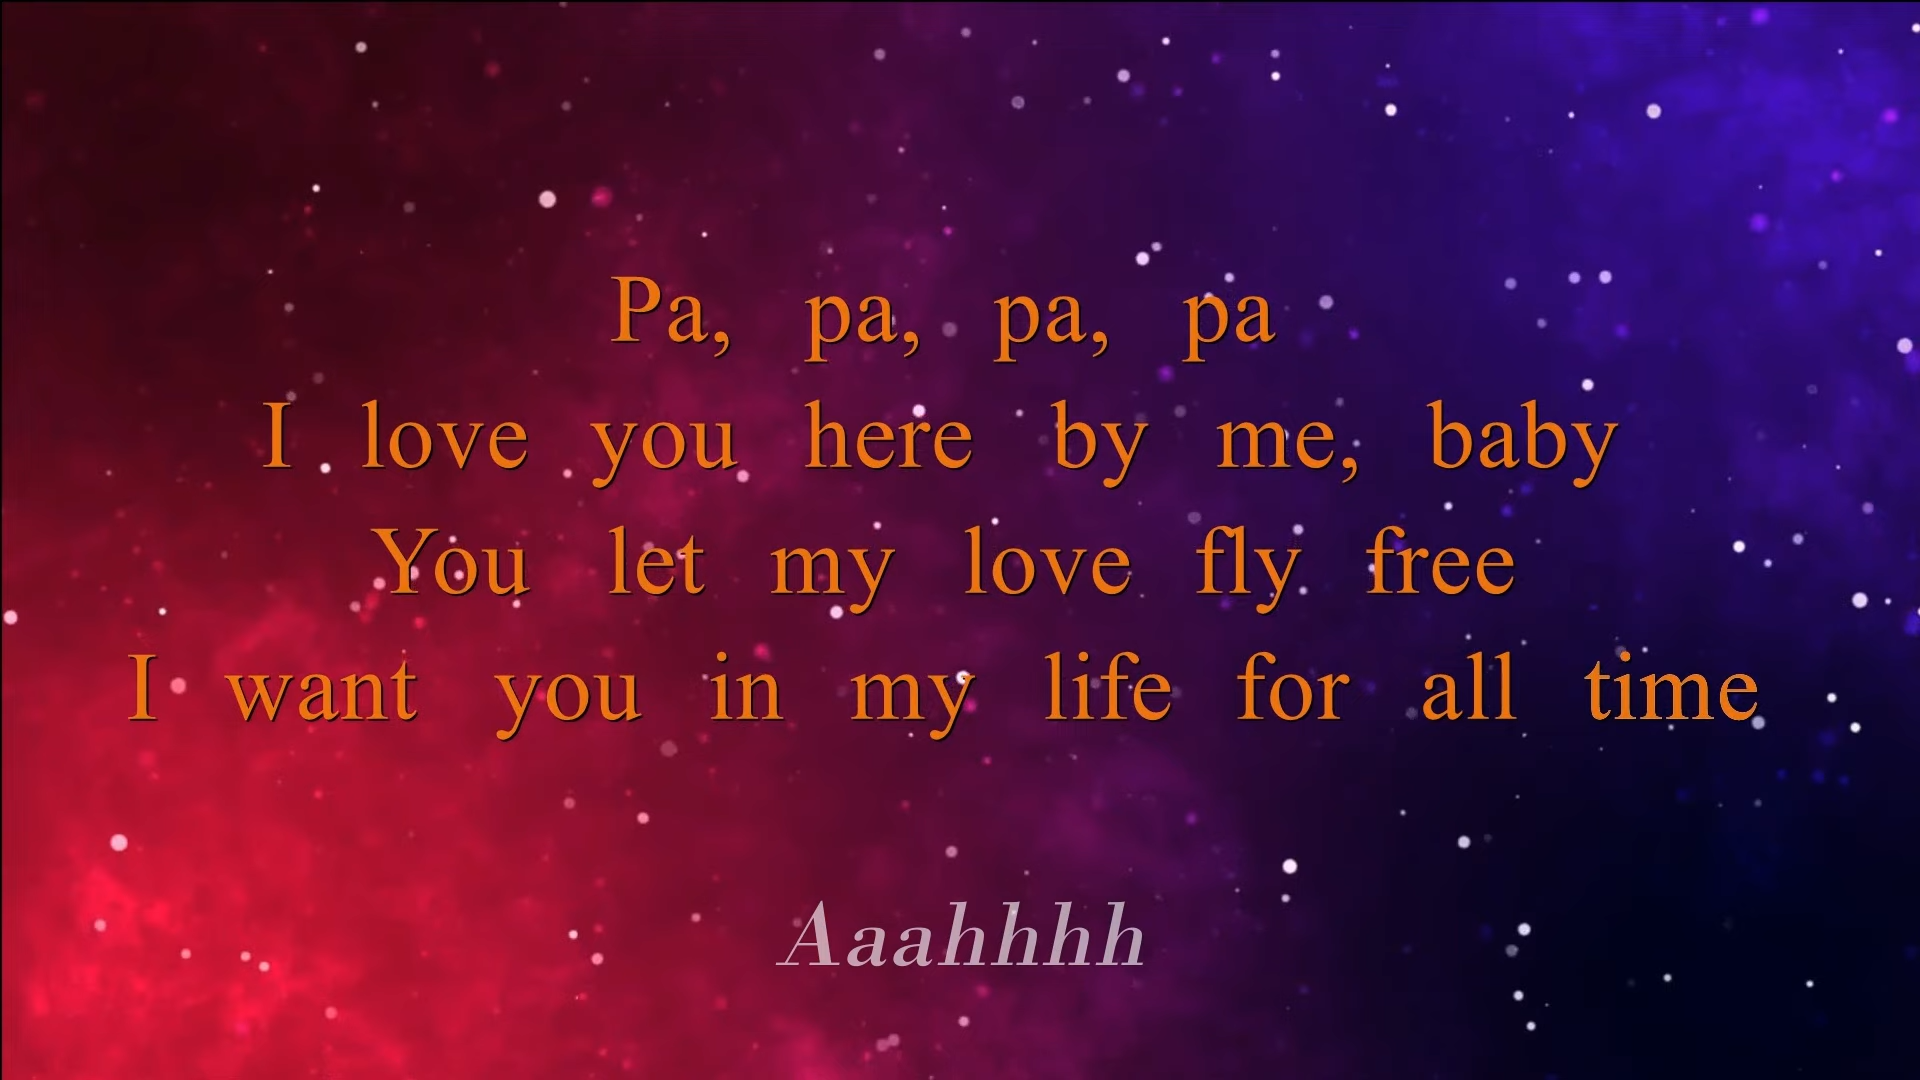 Pa, pa, pa, pa
I love you here by me, baby
You let my love fly free
I want you in my life for all time
Aaahhhh